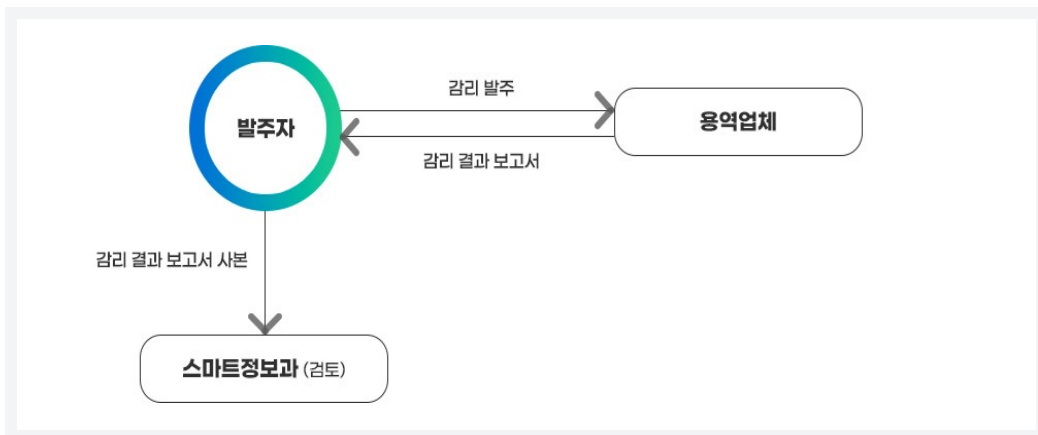 감리 발주
발주자
용역업체
감리 결과 보고서
감리 결과 보고서 사본
스마트정보과 (검토)